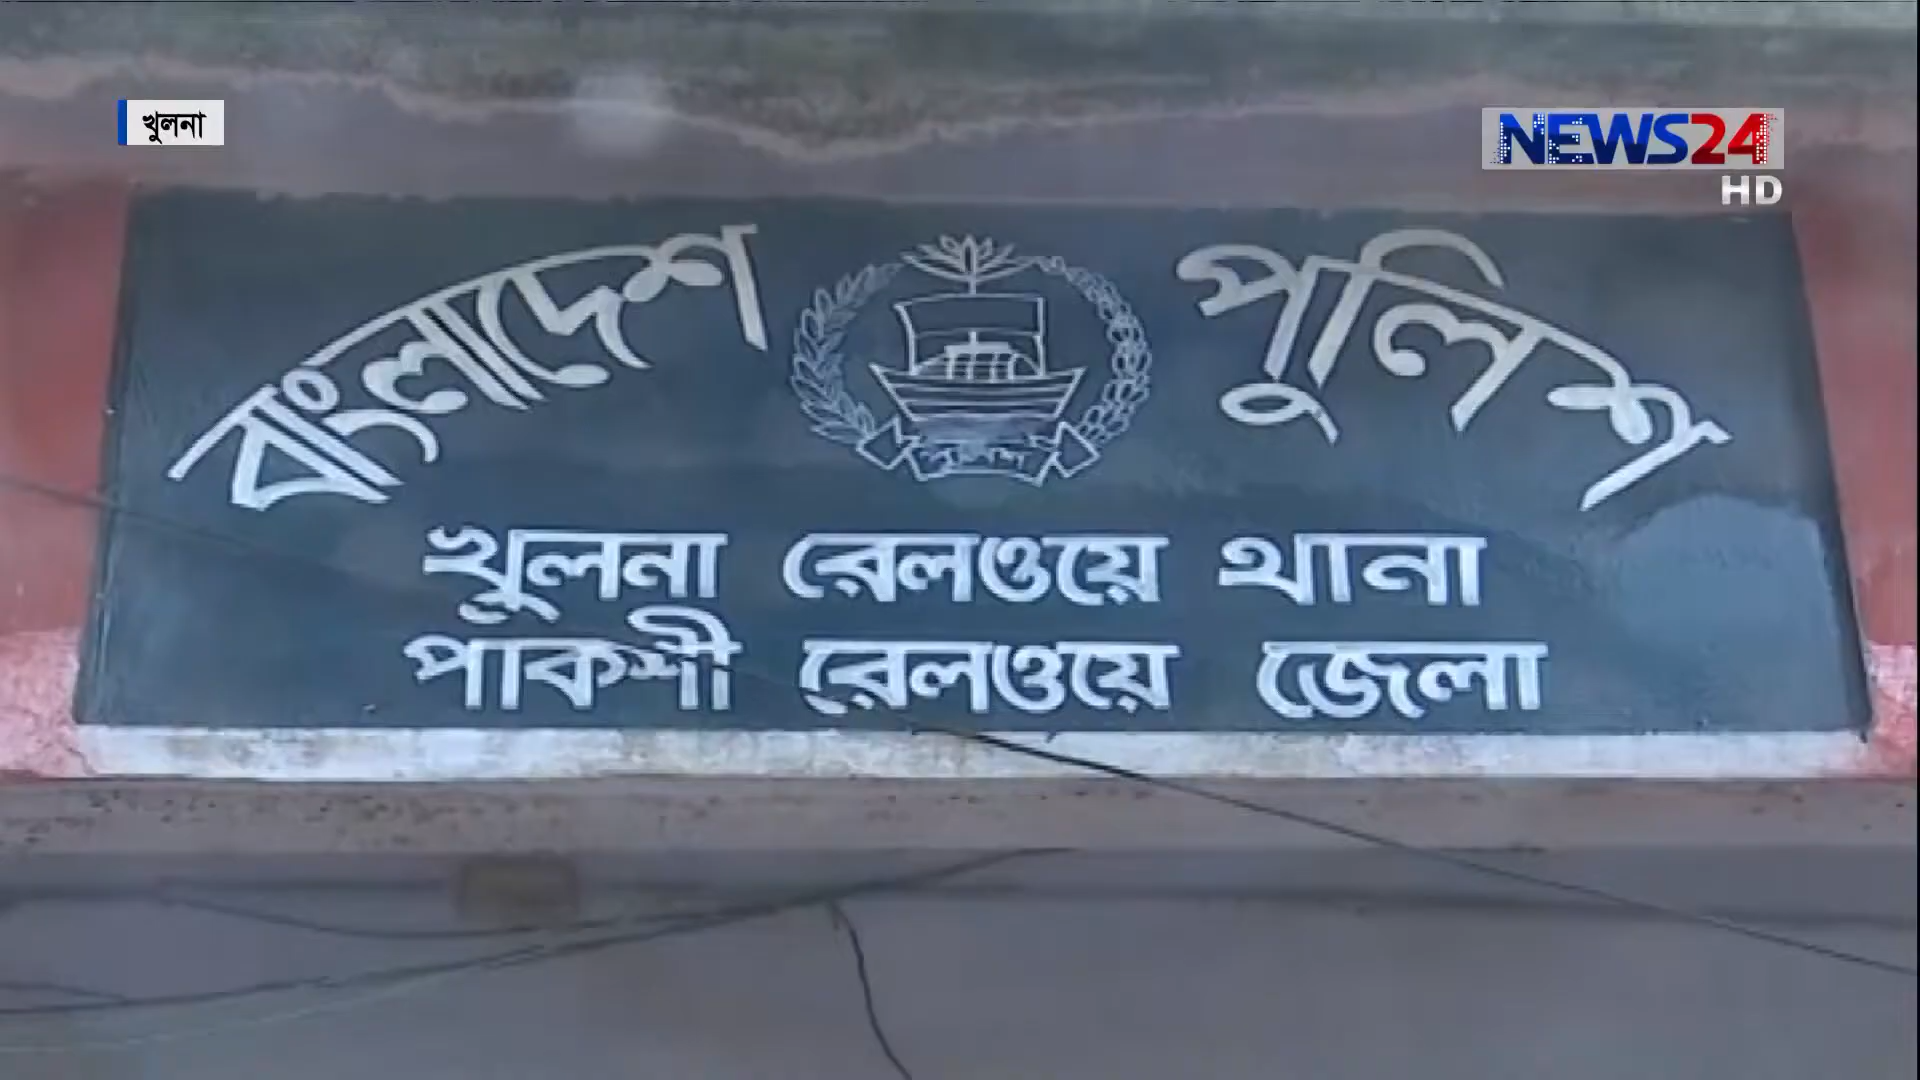 খুলনা
NEWS24
HD
বাংলাদেশ পুলিশ
পুলিশ
খুলনা রেলওয়ে থানা
পাকশী রেলওয়ে জেলা